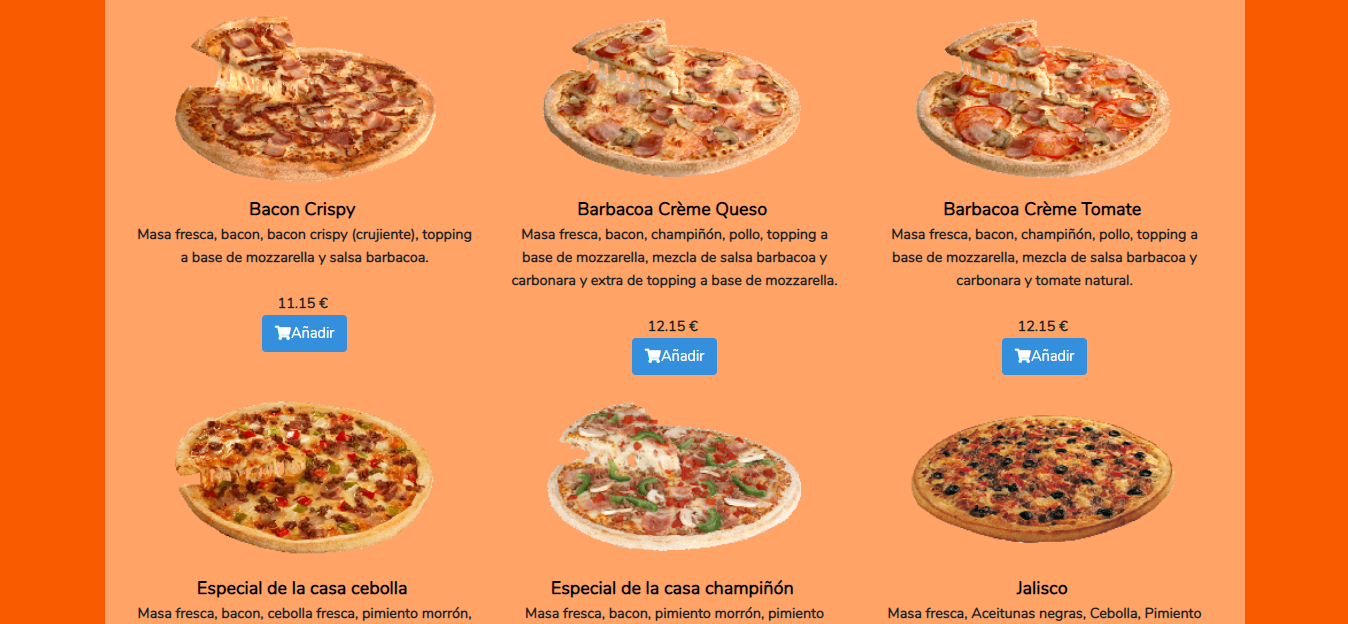 Bacon Crispy
Masa fresca, bacon, bacon crispy (crujiente), topping
a base de mozzarella y salsa barbacoa.
11.15 €
Añadir
Barbacoa Crème Queso
Masa fresca, bacon, champiñón, pollo, topping a
base de mozzarella, mezcla de salsa barbacoa y
carbonara y extra de topping a base de mozzarella.
12.15 €
Añadir
Barbacoa Crème Tomate
Masa fresca, bacon, champiñón, pollo, topping a
base de mozzarella, mezcla de salsa barbacoa y
carbonara y tomate natural.
12.15 €
Añadir
Especial de la casa cebolla
Masa fresca, bacon, cebolla fresca, pimiento morrón,
Especial de la casa champiñón
Masa fresca, bacon, pimiento morrón, pimiento
Jalisco
Masa fresca, Aceitunas negras, Cebolla, Pimiento